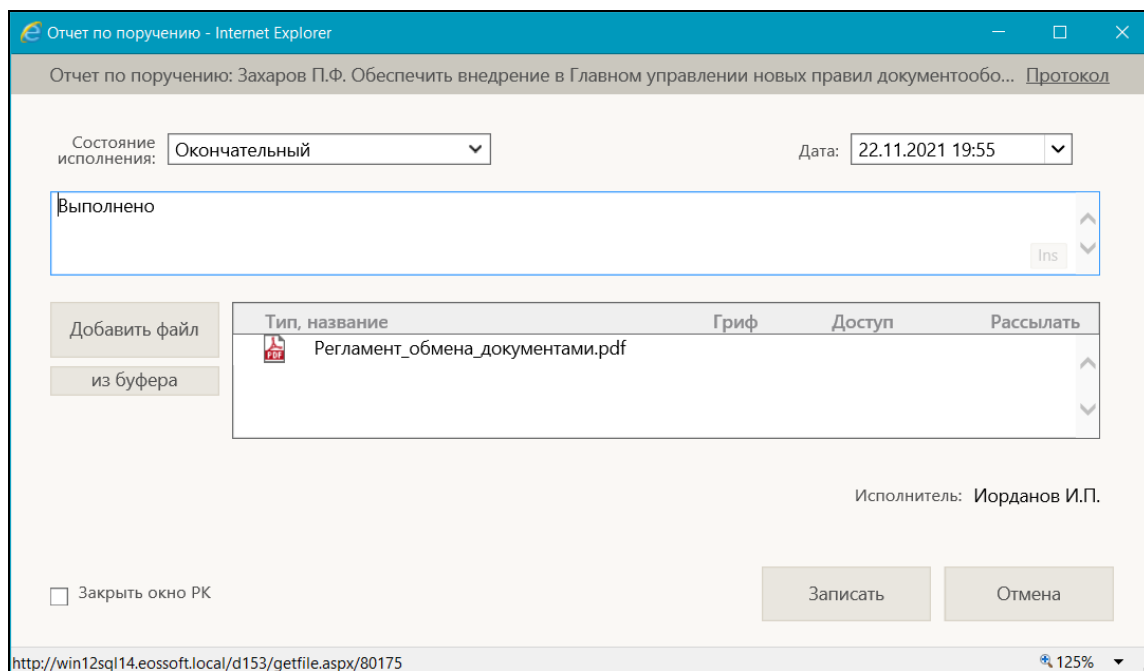 Отчет по поручению - Internet Explorer
Отчет по поручению: Захаров П.Ф. Обеспечить внедрение в Главном управлении новых правил документообо... Протокол
Состояние исполнения: Окончательный
Дата: 22.11.2021 19:55
Выполнено
Ins
Добавить файл
из буфера
Тип, название Гриф Доступ Рассылать
Регламент_обмена_документами.pdf
Исполнитель: Иорданов И.П.
Закрыть окно РК
Записать Отмена
http://win12sql14.eossoft.local/d153/getfile.aspx/80175 125%